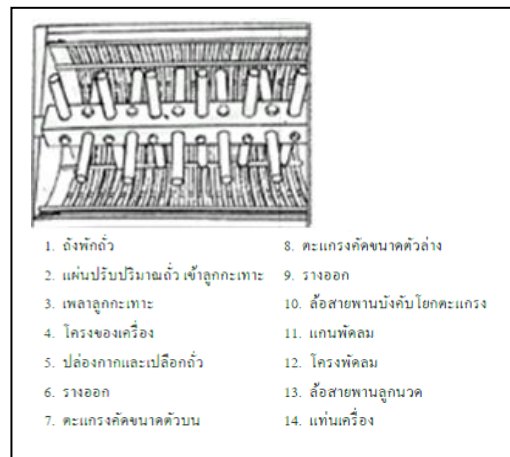 1. ถังพักถั่ว
2. แผ่นปรับปริมาณถั่ว เข้าลูกกะเทาะ
3. เพลาลูกกะเทาะ
4. โครงของเครื่อง
5. ปล่องกากและเปลือกถั่ว
6. รางออก
7. ตะแกรงคัดขนาดตัวบน
8. ตะแกรงคัดขนาดตัวล่าง
9. รางออก
10. ล้อสายพานบังคับ โยกตะแกรง
11. แกนพัดลม
12. โครงพัดลม
13. ล้อสายพานลูกนวด
14. แท่นเครื่อง